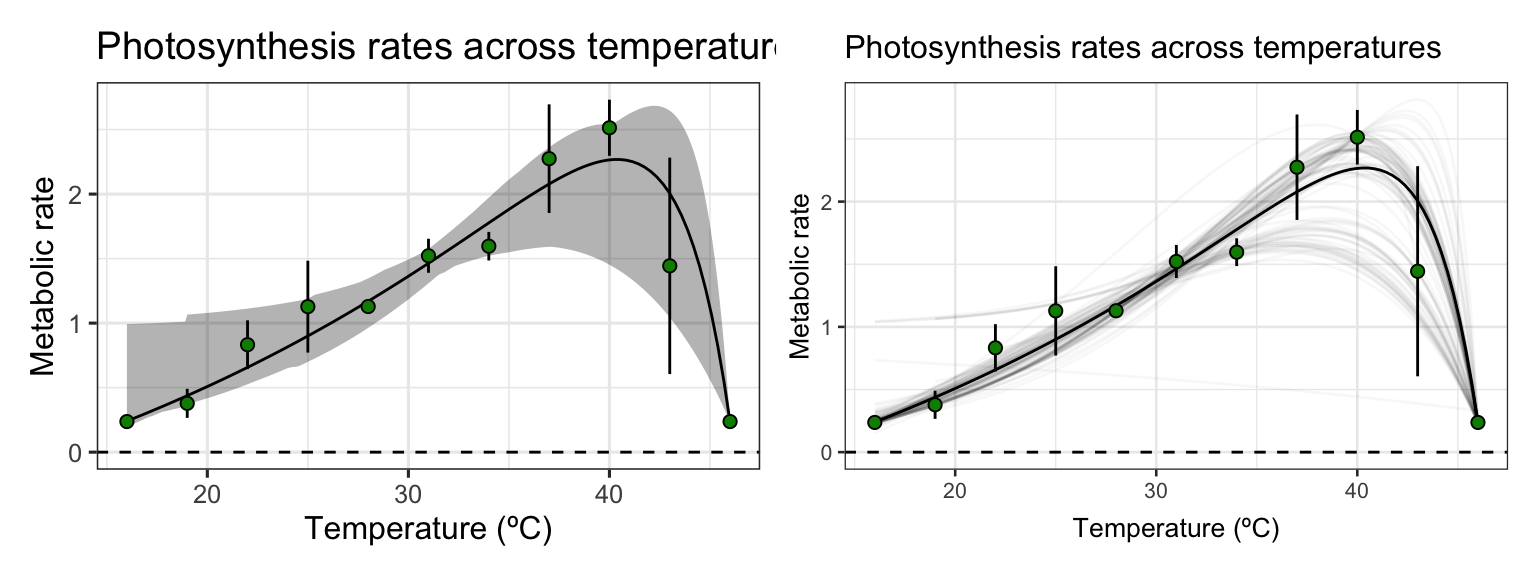 Photosynthesis rates across temperatur
Metabolic rate
2
1
0
20 30 40
Temperature (ºC)
Photosynthesis rates across temperatures
Metabolic rate
2
1
0
20 30 40
Temperature (ºC)